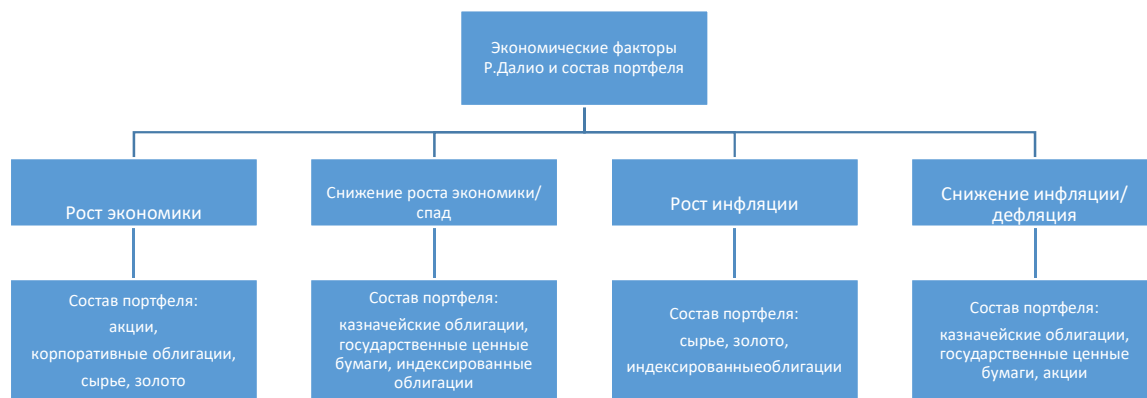 Экономические факторы
Р.Далио и состав портфеля
Рост экономики
Снижение роста экономики/
спад
Рост инфляции
Снижение инфляции/
дефляция
Состав портфеля:
акции,
корпоративные облигации,
сырье, золото
Состав портфеля:
казначейские облигации,
государственные ценные
бумаги, индексированные
облигации
Состав портфеля:
сырье, золото,
индексированныеоблигации
Состав портфеля:
казначейские облигации,
государственные ценные
бумаги, акции